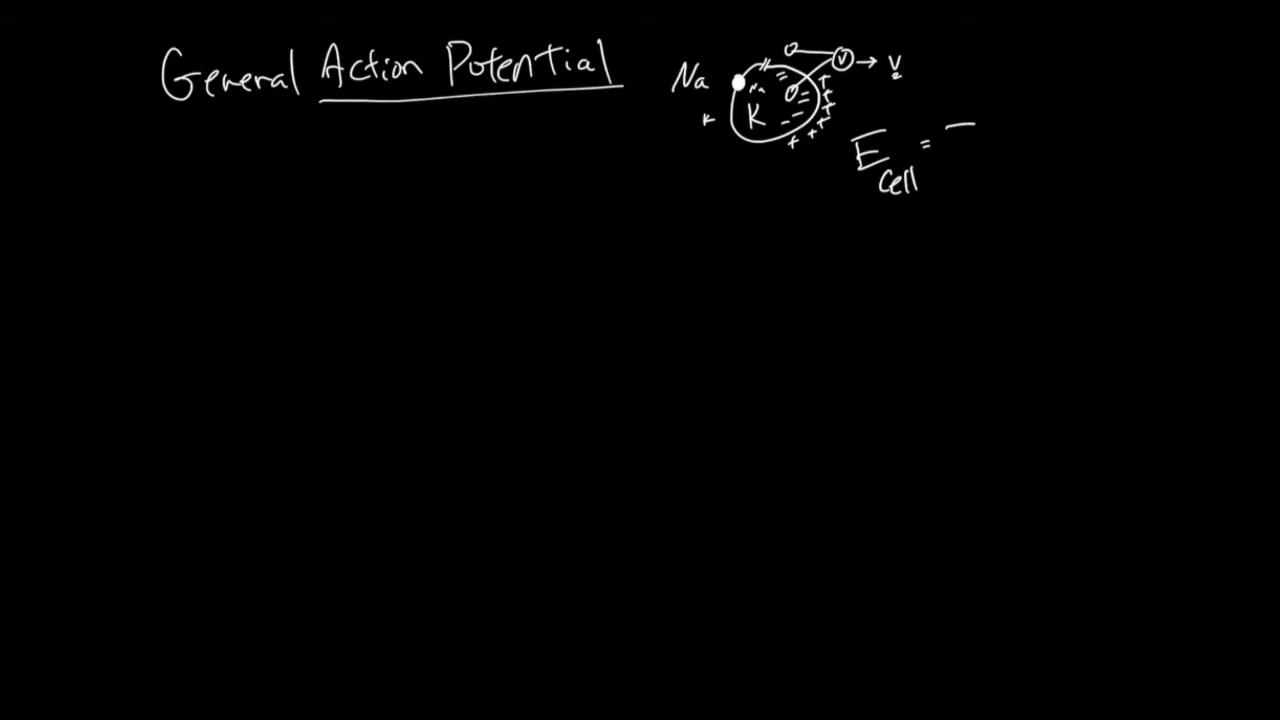 General Action Potential
Na
Na
K
K
V → V
E cell = —